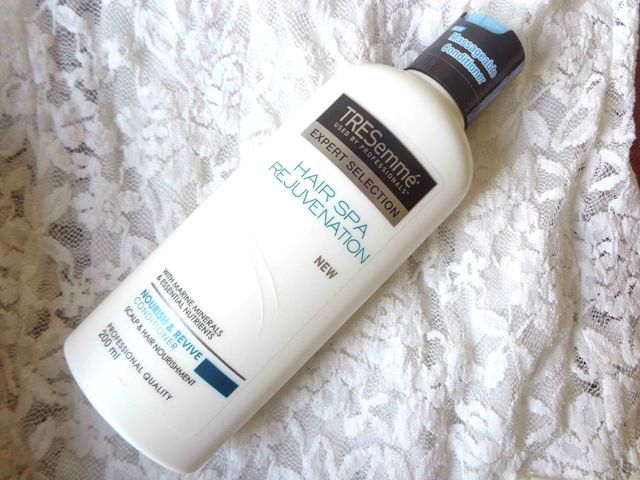 Massageable
Conditioner
TRESemmé
USED BY PROFESSIONALS
EXPERT SELECTION
HAIR SPA
REJUVENATION
NEW
WITH MARINE MINERALS
& ESSENTIAL NUTRIENTS
NOURISH & REVIVE
CONDITIONER
SCALP & HAIR NOURISHMENT
PROFESSIONAL QUALITY
200 ml